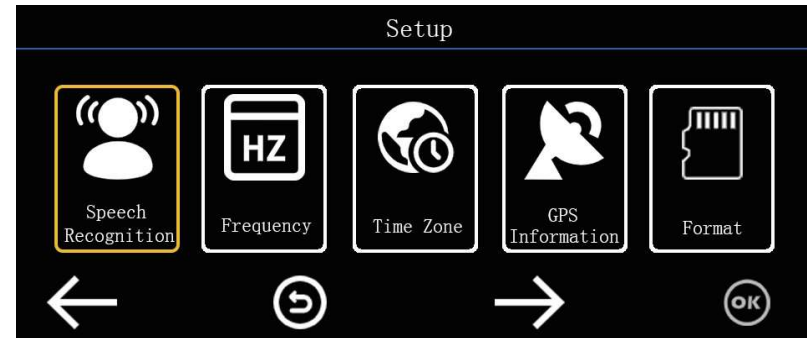 Setup
HZ
Speech
Recognition
Frequency
Time Zone
GPS
Information
Format
OK